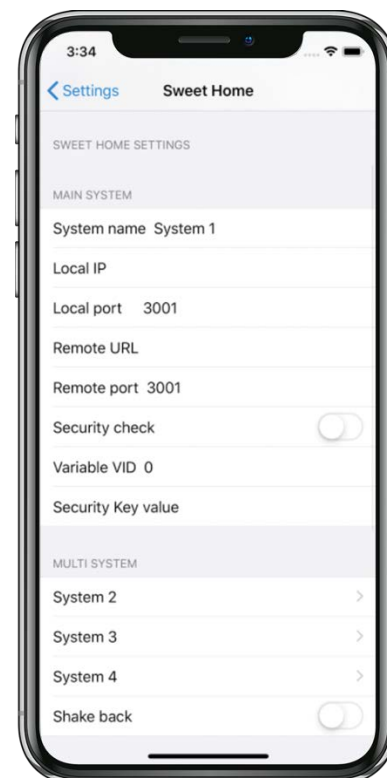 3:34
Settings Sweet Home
SWEET HOME SETTINGS
MAIN SYSTEM
System name System 1
Local IP
Local port 3001
Remote URL
Remote port 3001
Security check
Variable VID 0
Security Key value
MULTI SYSTEM
System 2
System 3
System 4
Shake back